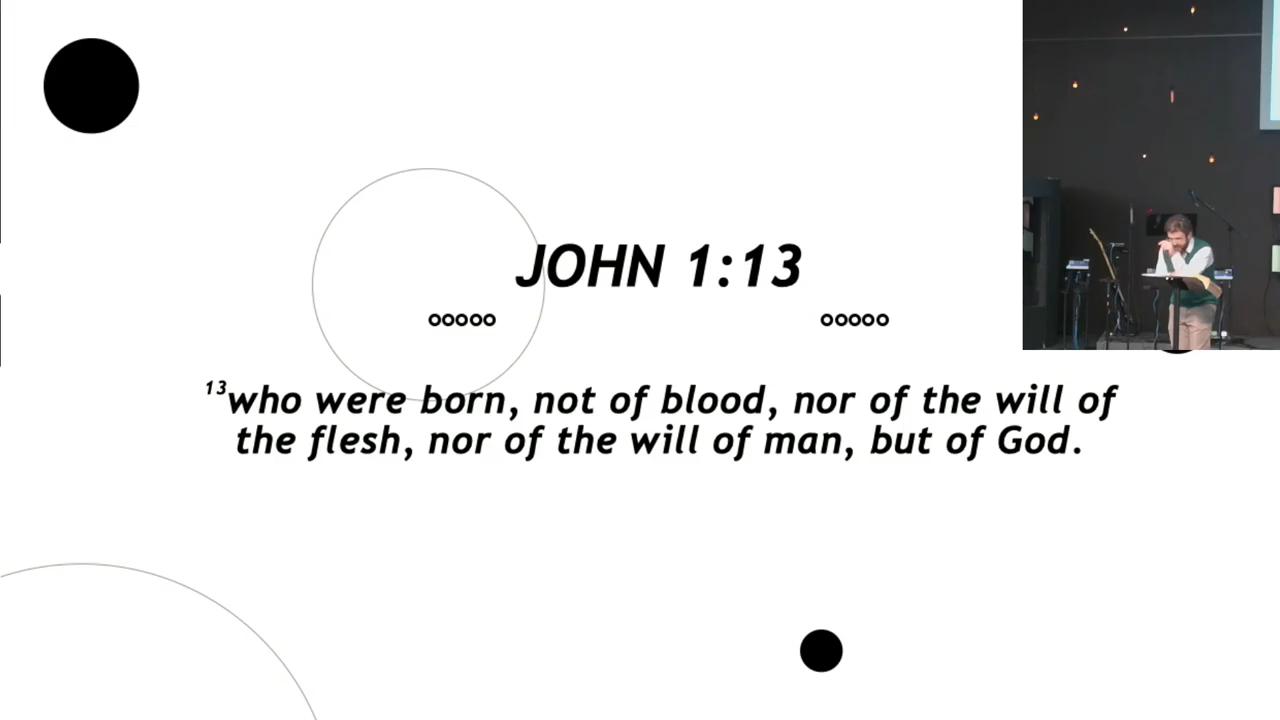 JOHN 1:13
13who were born, not of blood, nor of the will of
the flesh, nor of the will of man, but of God.